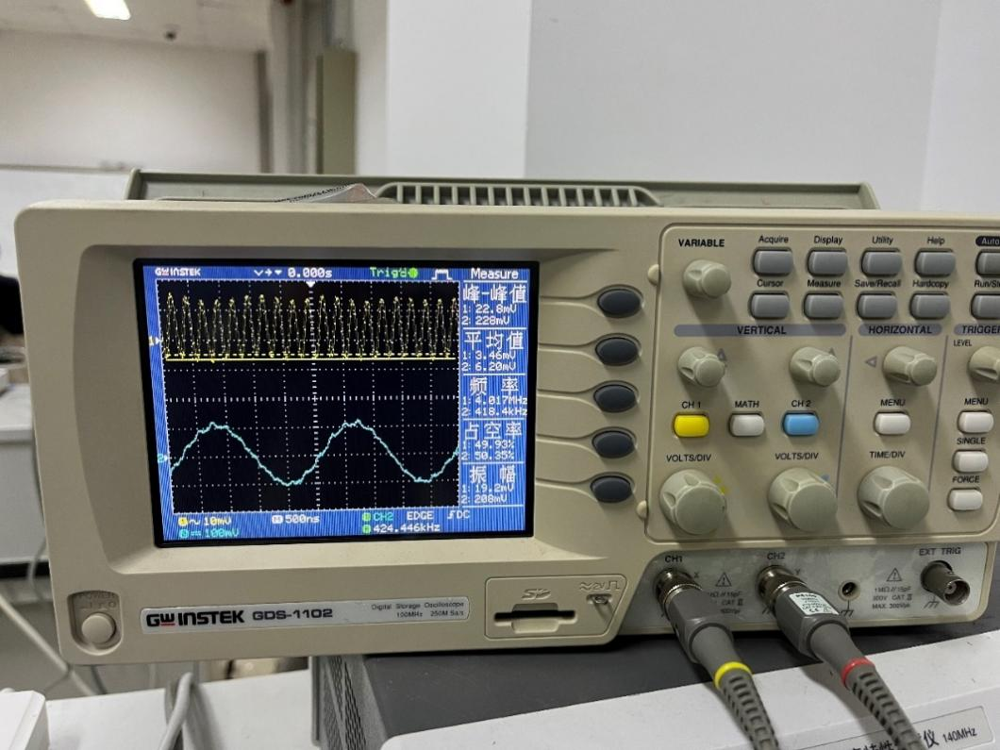 GWINSTEK 0.000s Trig'd Measure
峰-峰值
1: 22.8mV
2: 228mV
平均值
1: 3.46mV
2: 6.20mV
频率
1: 4.017MHz
2: 418.4kHz
占空率
1: 49.93%
2: 50.35%
振幅
1: 19.2mV
2: 208mV
1 ~ 10mV M 500ns CH2 EDGE DC
2 100mV 424.446kHz
POWER
GWINSTEK GDS-1102
Digital Storage Oscilloscope
100MHz 250M Sa/s
SD
≈2V
VARIABLE
Acquire Display Utility Help Auto
Cursor Measure Save/Recall Hardcopy Run/St
VERTICAL HORIZONTAL TRIGGE
LEVEL
CH 1 MATH CH 2 MENU MENU
SINGLE
VOLTS/DIV VOLTS/DIV TIME/DIV
FORCE
CH1 CH2 EXT TRIG
X Y
1MΩ//15pF
300V CAT II
MAX. 300Vpk
仪 140MHz